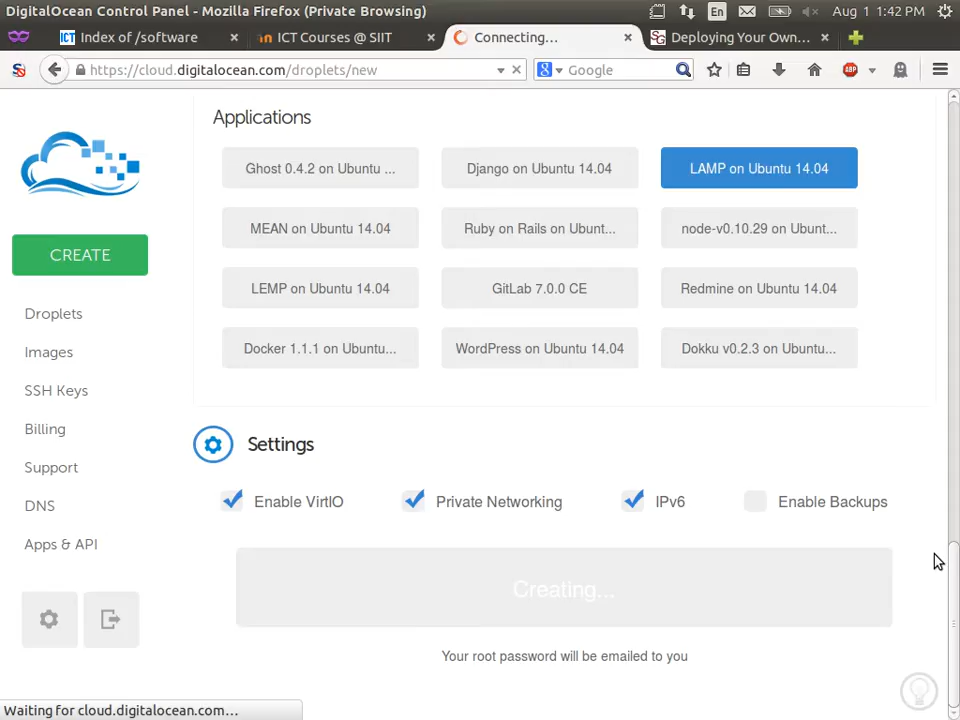 DigitalOcean Control Panel - Mozilla Firefox (Private Browsing)
En
Aug 1 1:42 PM
ICT Index of /software
ICT Courses @ SIIT
Connecting...
SG Deploying Your Own...
https://cloud.digitalocean.com/droplets/new
Google
ABP
Applications
Ghost 0.4.2 on Ubuntu ...
Django on Ubuntu 14.04
LAMP on Ubuntu 14.04
MEAN on Ubuntu 14.04
Ruby on Rails on Ubunt...
node-v0.10.29 on Ubunt...
LEMP on Ubuntu 14.04
GitLab 7.0.0 CE
Redmine on Ubuntu 14.04
Docker 1.1.1 on Ubuntu...
WordPress on Ubuntu 14.04
Dokku v0.2.3 on Ubuntu...
CREATE
Droplets
Images
SSH Keys
Billing
Support
DNS
Apps & API
Settings
Enable VirtIO
Private Networking
IPv6
Enable Backups
Creating...
Your root password will be emailed to you
Waiting for cloud.digitalocean.com...